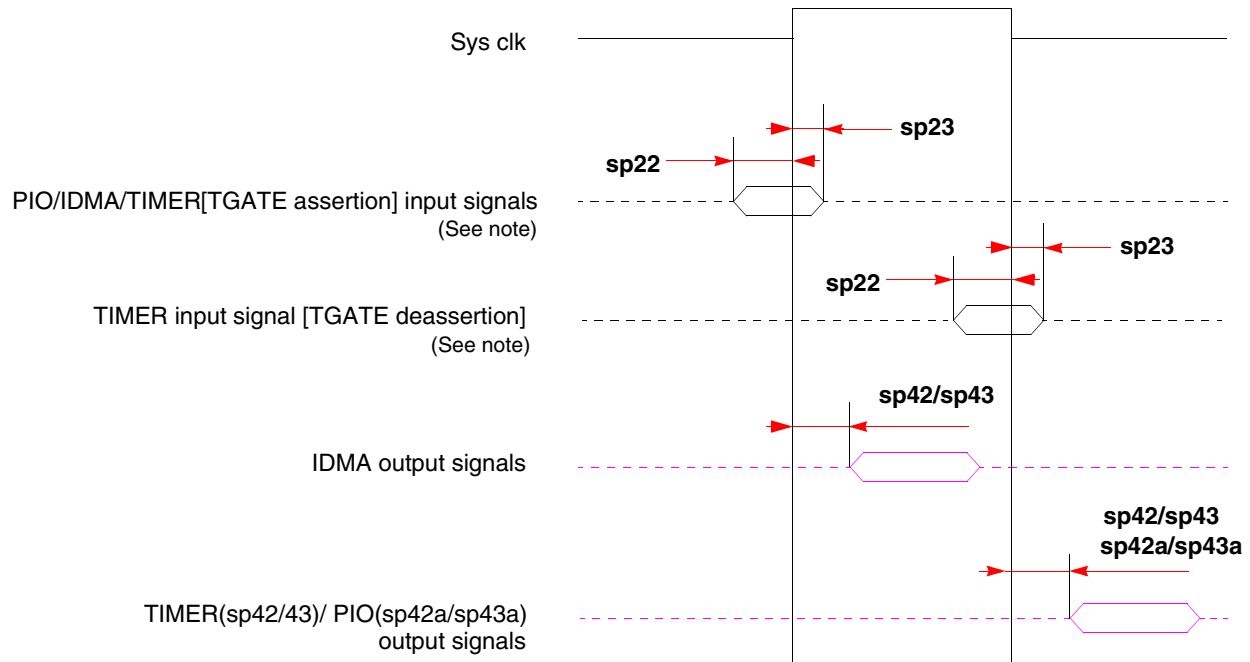 Sys clk
sp23
sp22
PIO/IDMA/TIMER[TGATE assertion] input signals
(See note)
sp23
sp22
TIMER input signal [TGATE deassertion]
(See note)
sp42/sp43
IDMA output signals
sp42/sp43
sp42a/sp43a
TIMER(sp42/43)/ PIO(sp42a/sp43a)
output signals